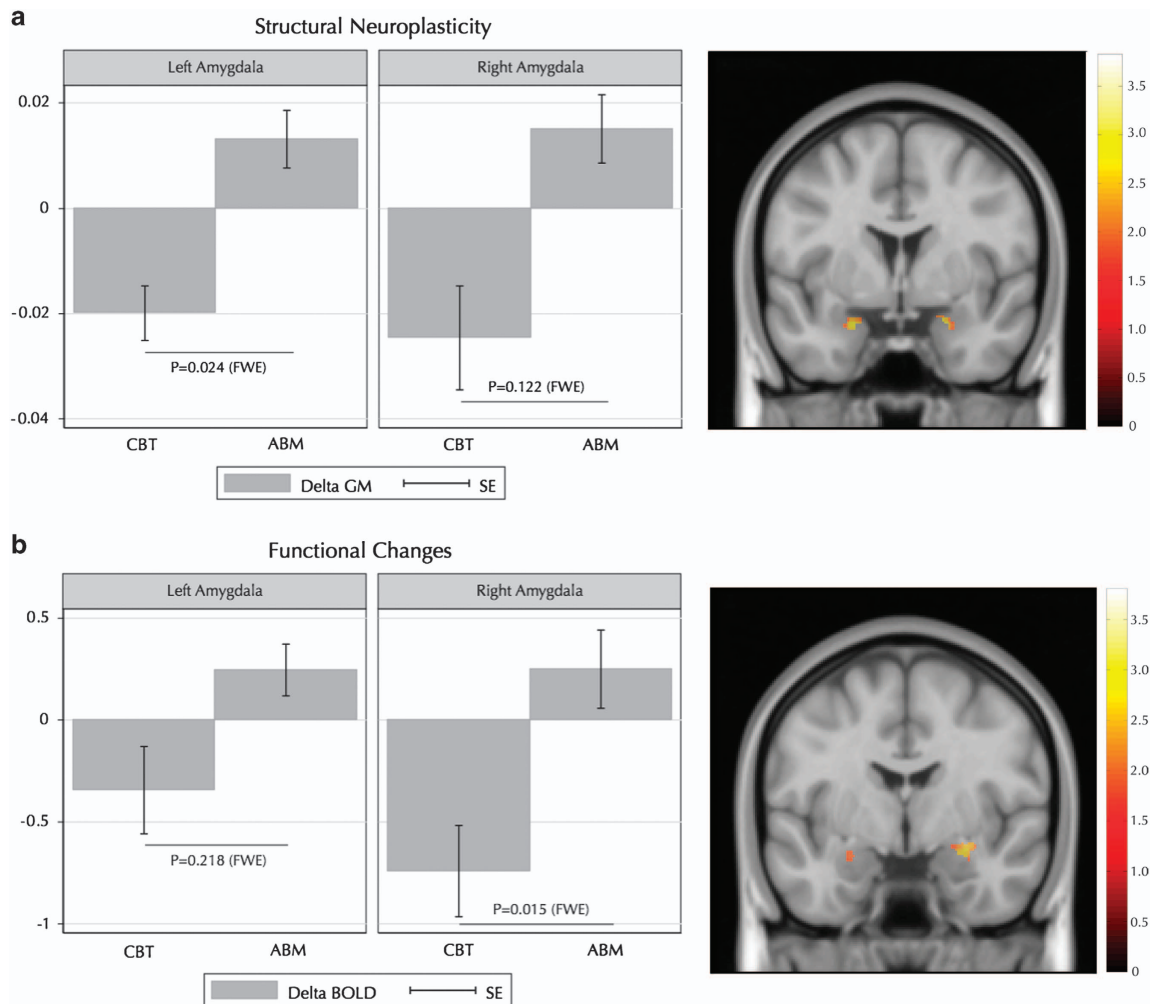 a
Structural Neuroplasticity
Left Amygdala
Right Amygdala
0.02
0
-0.02
-0.04
P=0.024 (FWE)
P=0.122 (FWE)
CBT
ABM
CBT
ABM
Delta GM
SE
3.5
3.0
2.5
2.0
1.5
1.0
0.5
0
b
Functional Changes
Left Amygdala
Right Amygdala
0.5
0
-0.5
-1
P=0.218 (FWE)
P=0.015 (FWE)
CBT
ABM
CBT
ABM
Delta BOLD
SE
3.5
3.0
2.5
2.0
1.5
1.0
0.5
0